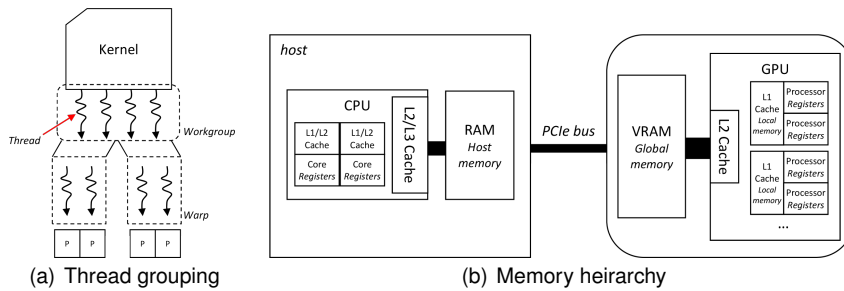 Kernel
Thread
Workgroup
Warp
P P P P
(a) Thread grouping
host
CPU
L1/L2
Cache
L1/L2
Cache
Core
Registers
Core
Registers
L2/L3 Cache
RAM
Host
memory
PCIe bus
VRAM
Global
memory
L2 Cache
GPU
L1
Cache
Local
memory
Processor
Registers
Processor
Registers
L1
Cache
Local
memory
Processor
Registers
Processor
Registers
...
(b) Memory heirarchy